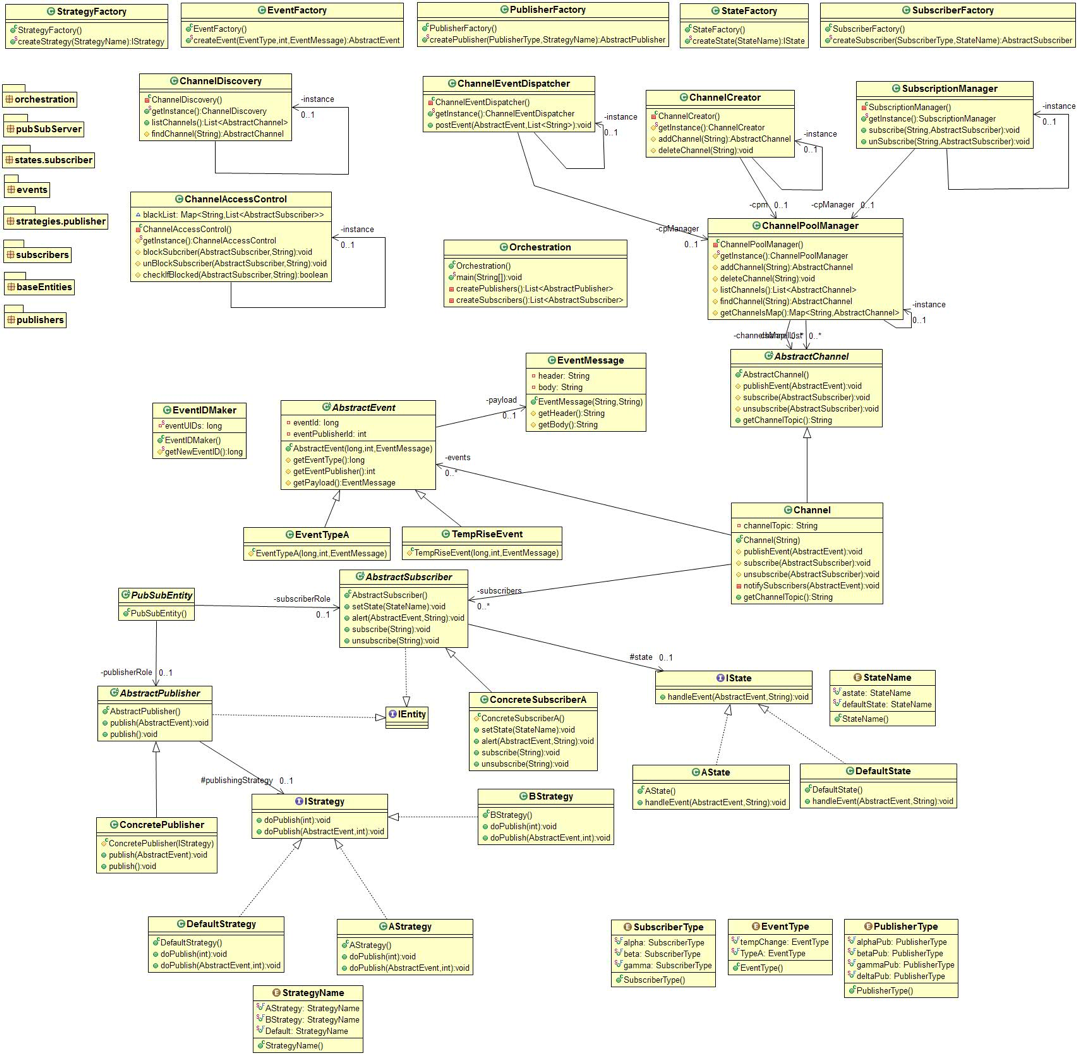 StrategyFactory
StrategyFactory()
createStrategy(StrategyName):IStrategy
EventFactory
EventFactory()
createEvent(EventType,int,EventMessage):AbstractEvent
PublisherFactory
PublisherFactory()
createPublisher(PublisherType,StrategyName):AbstractPublisher
StateFactory
StateFactory()
createState(StateName):IState
SubscriberFactory
SubscriberFactory()
createSubscriber(SubscriberType,StateName):AbstractSubscriber
orchestration
pubSubServer
states.subscriber
events
strategies.publisher
subscribers
baseEntities
publishers
ChannelDiscovery
ChannelDiscovery()
getInstance():ChannelDiscovery
listChannels():List<AbstractChannel>
findChannel(String):AbstractChannel
-instance
0..1
ChannelEventDispatcher
ChannelEventDispatcher()
getInstance():ChannelEventDispatcher
postEvent(AbstractEvent,List<String>):void
-instance
0..1
ChannelCreator
ChannelCreator()
getInstance():ChannelCreator
addChannel(String):AbstractChannel
deleteChannel(String):void
-instance
0..1
SubscriptionManager
SubscriptionManager()
getInstance():SubscriptionManager
subscribe(String,AbstractSubscriber):void
unSubscribe(String,AbstractSubscriber):void
-instance
0..1
ChannelAccessControl
blackList: Map<String,List<AbstractSubscriber>>
ChannelAccessControl()
getInstance():ChannelAccessControl
blockSubcriber(AbstractSubscriber,String):void
unBlockSubscriber(AbstractSubscriber,String):void
checkIfBlocked(AbstractSubscriber,String):boolean
-instance
0..1
Orchestration
Orchestration()
main(String[]):void
createPublishers():List<AbstractPublisher>
createSubscribers():List<AbstractSubscriber>
-cpManager
0..1
-cpm
0..1
-cpManager
0..1
ChannelPoolManager
ChannelPoolManager()
getInstance():ChannelPoolManager
addChannel(String):AbstractChannel
deleteChannel(String):void
listChannels():List<AbstractChannel>
findChannel(String):AbstractChannel
getChannelsMap():Map<String,AbstractChannel>
-instance
0..1
0..*
AbstractChannel
AbstractChannel()
publishEvent(AbstractEvent):void
subscribe(AbstractSubscriber):void
unsubscribe(AbstractSubscriber):void
getChannelTopic():String
EventMessage
header: String
body: String
EventMessage(String,String)
getHeader():String
getBody():String
-payload
0..1
EventIDMaker
eventUIDs: long
EventIDMaker()
getNewEventID():long
AbstractEvent
eventId: long
eventPublisherId: int
AbstractEvent(long,int,EventMessage)
getEventType():long
getEventPublisher():int
getPayload():EventMessage
-events
0..*
Channel
channelTopic: String
Channel(String)
publishEvent(AbstractEvent):void
subscribe(AbstractSubscriber):void
unsubscribe(AbstractSubscriber):void
notifySubscribers(AbstractEvent):void
getChannelTopic():String
EventTypeA
EventTypeA(long,int,EventMessage)
TempRiseEvent
TempRiseEvent(long,int,EventMessage)
AbstractSubscriber
AbstractSubscriber()
setState(StateName):void
alert(AbstractEvent,String):void
subscribe(String):void
unsubscribe(String):void
-subscribers
0..*
PubSubEntity
PubSubEntity()
-subscriberRole
0..1
-publisherRole
0..1
#state
0..1
AbstractPublisher
AbstractPublisher()
publish(AbstractEvent):void
publish():void
IEntity
ConcreteSubscriberA
ConcreteSubscriberA()
setState(StateName):void
alert(AbstractEvent,String):void
subscribe(String):void
unsubscribe(String):void
IState
handleEvent(AbstractEvent,String):void
StateName
astate: StateName
defaultState: StateName
StateName()
AState
AState()
handleEvent(AbstractEvent,String):void
DefaultState
DefaultState()
handleEvent(AbstractEvent,String):void
#publishingStrategy
0..1
IStrategy
doPublish(int):void
doPublish(AbstractEvent,int):void
BStrategy
BStrategy()
doPublish(int):void
doPublish(AbstractEvent,int):void
ConcretePublisher
ConcretePublisher(IStrategy)
publish(AbstractEvent):void
publish():void
DefaultStrategy
DefaultStrategy()
doPublish(int):void
doPublish(AbstractEvent,int):void
AStrategy
AStrategy()
doPublish(int):void
doPublish(AbstractEvent,int):void
SubscriberType
alpha: SubscriberType
beta: SubscriberType
gamma: SubscriberType
SubscriberType()
EventType
tempChange: EventType
TypeA: EventType
EventType()
PublisherType
alphaPub: PublisherType
betaPub: PublisherType
gammaPub: PublisherType
deltaPub: PublisherType
PublisherType()
StrategyName
AStrategy: StrategyName
BStrategy: StrategyName
Default: StrategyName
StrategyName()